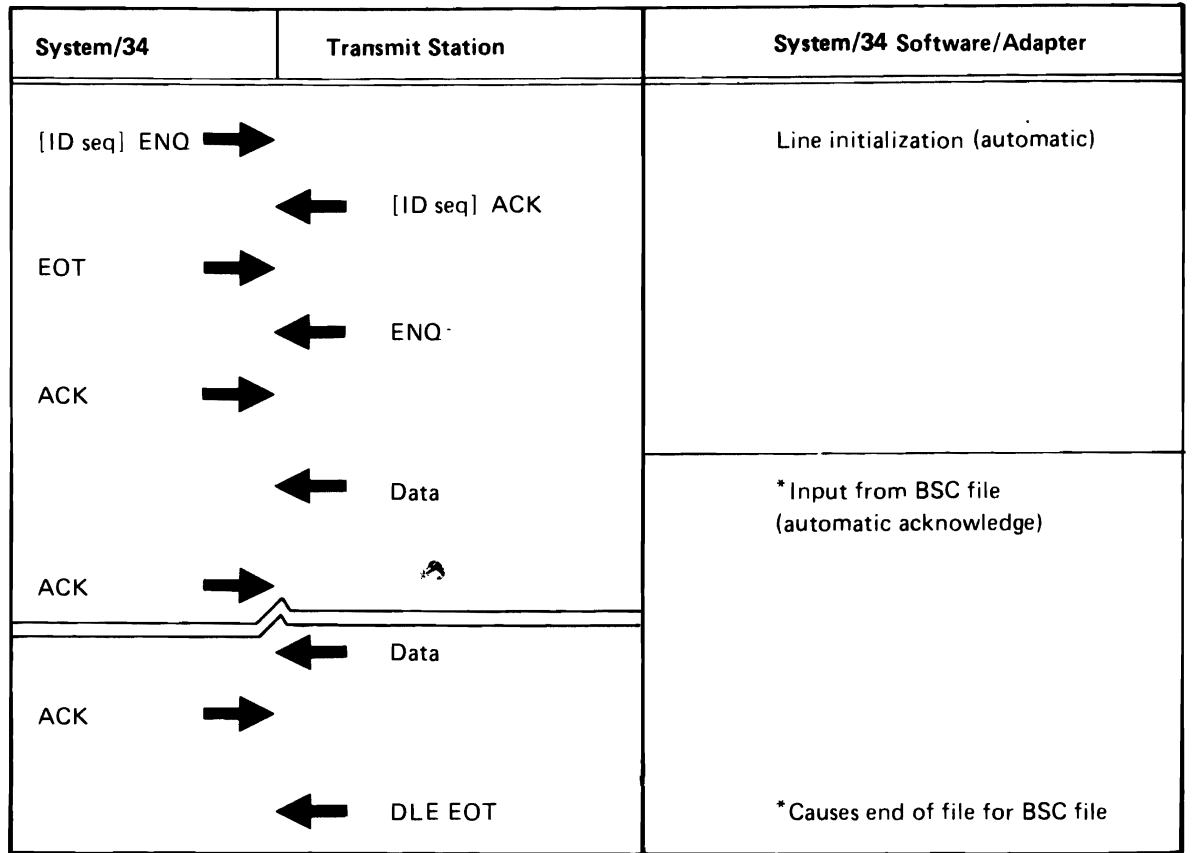 System/34 Transmit Station System/34 Software/Adapter
[ID seq] ENQ Line initialization (automatic)
[ID seq] ACK
EOT
ENQ
ACK
Data *Input from BSC file
(automatic acknowledge)
ACK
Data
ACK
DLE EOT *Causes end of file for BSC file